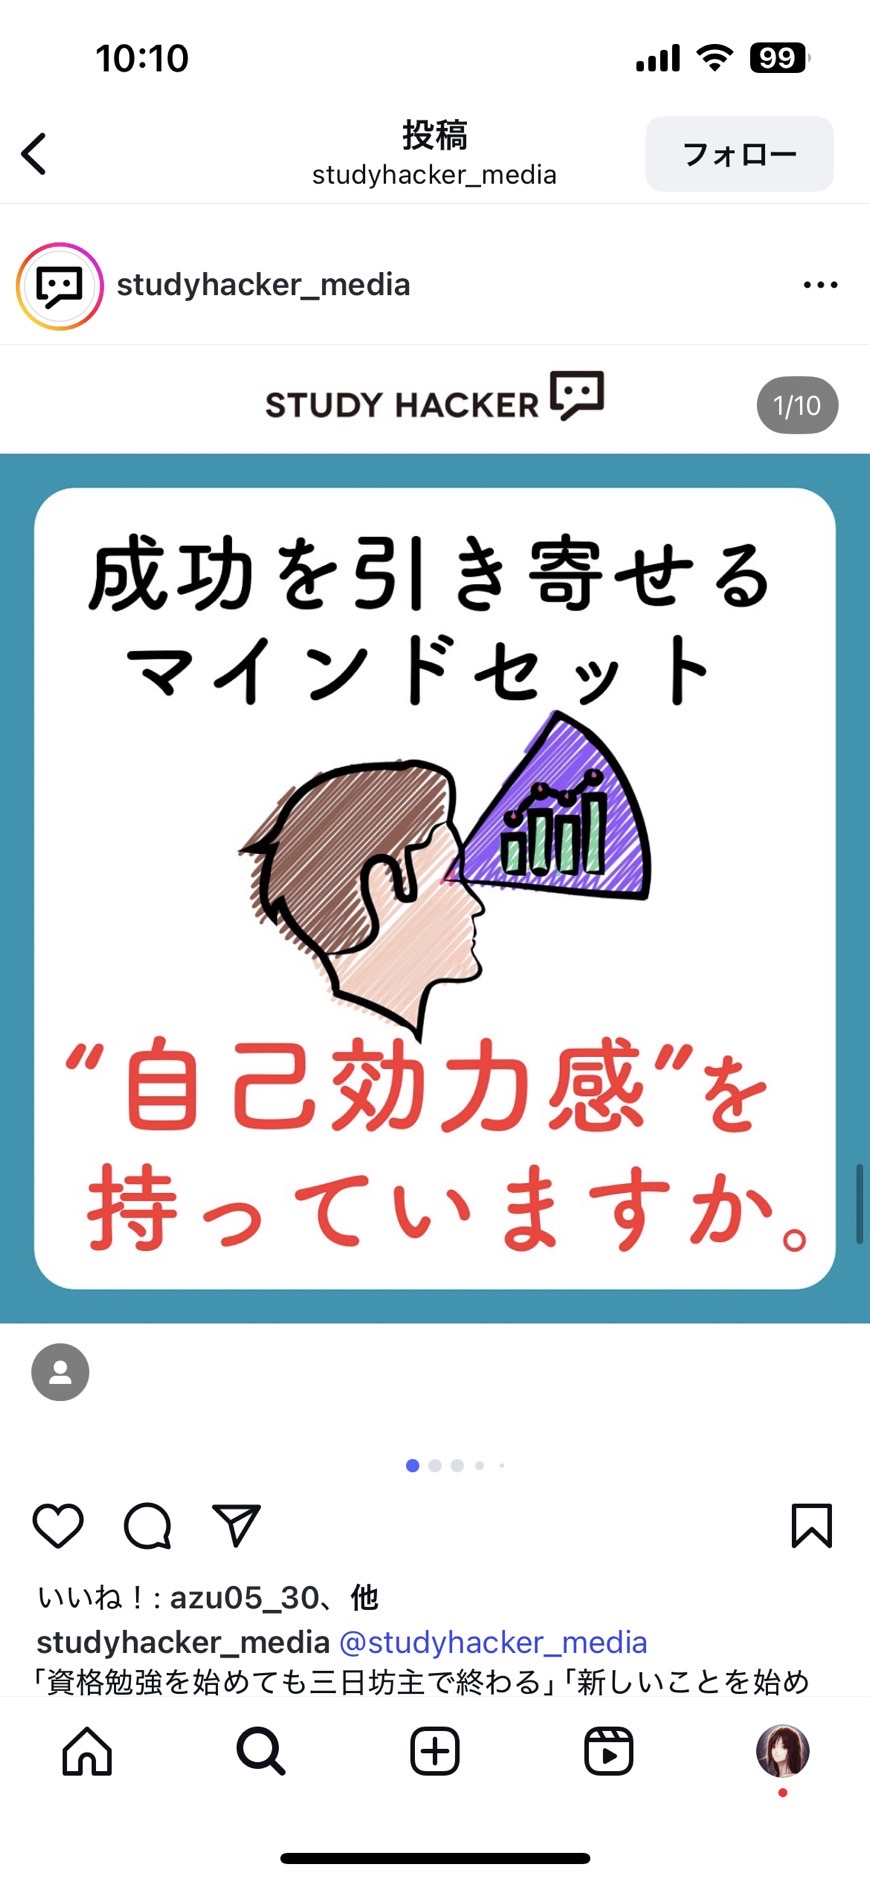 10:10
99
投稿
studyhacker_media
フォロー
studyhacker_media
STUDY HACKER
1/10
成功を引き寄せる
マインドセット
“自己効力感”を
持っていますか。
いいね！: azu05_30、他
studyhacker_media @studyhacker_media
「資格勉強を始めても三日坊主で終わる」「新しいことを始め